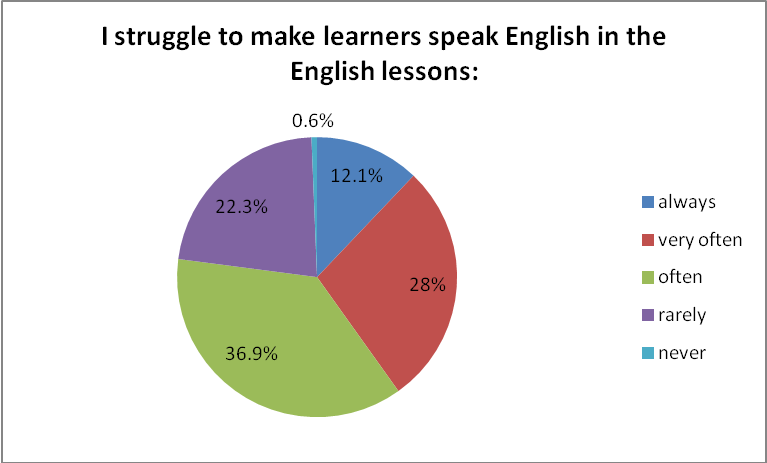 I struggle to make learners speak English in the
English lessons:
0.6%
12.1%
22.3%
28%
36.9%
always
very often
often
rarely
never